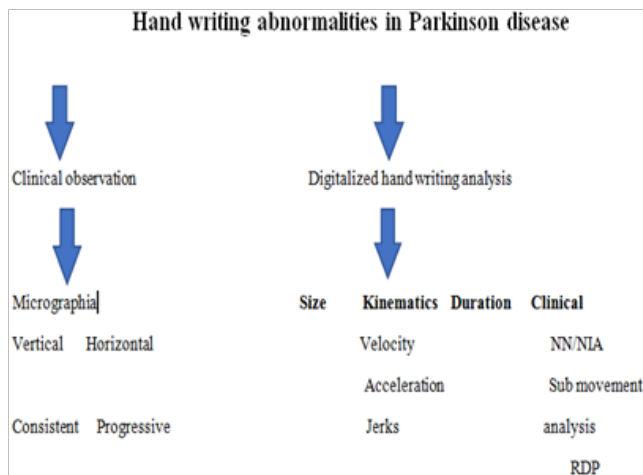 Hand writing abnormalities in Parkinson disease
Clinical observation Digitalized hand writing analysis
Micrographia Size Kinematics Duration Clinical
Vertical Horizontal Velocity NN/NIA
Acceleration Sub movement
Consistent Progressive Jerks analysis
RDP